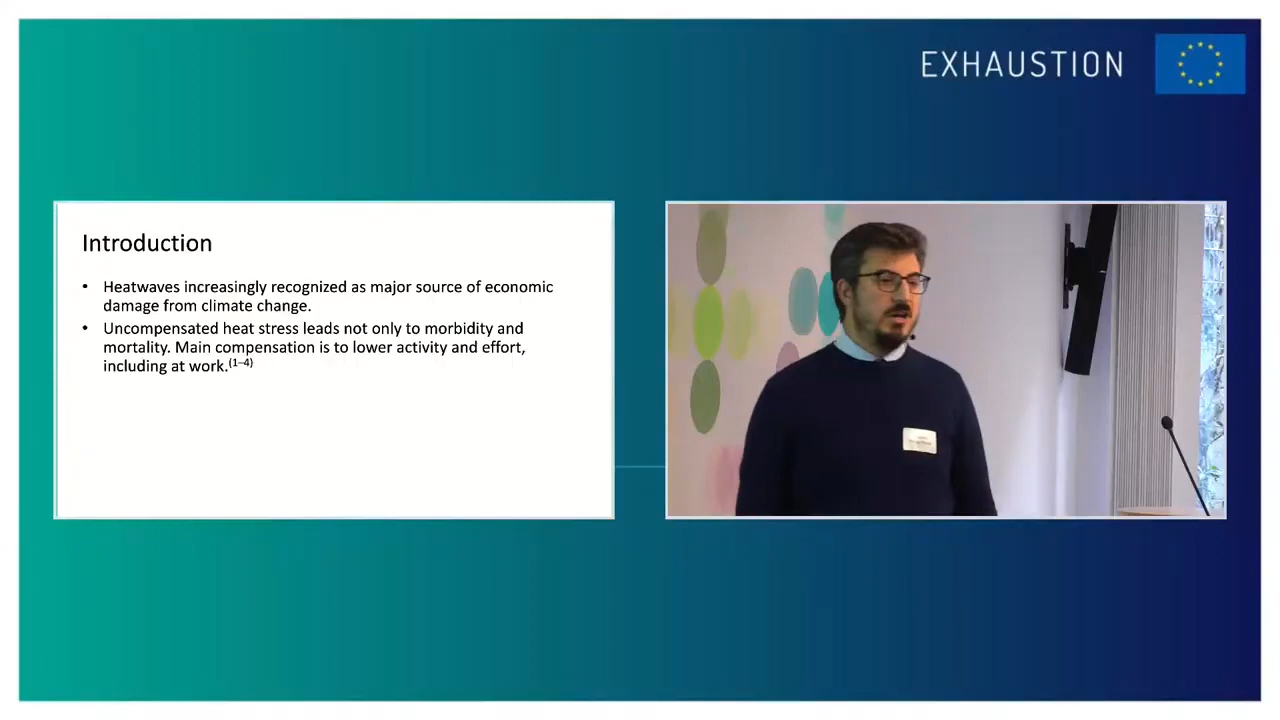 EXHAUSTION
Introduction
• Heatwaves increasingly recognized as major source of economic
damage from climate change.
• Uncompensated heat stress leads not only to morbidity and
mortality. Main compensation is to lower activity and effort,
including at work.(1–4)